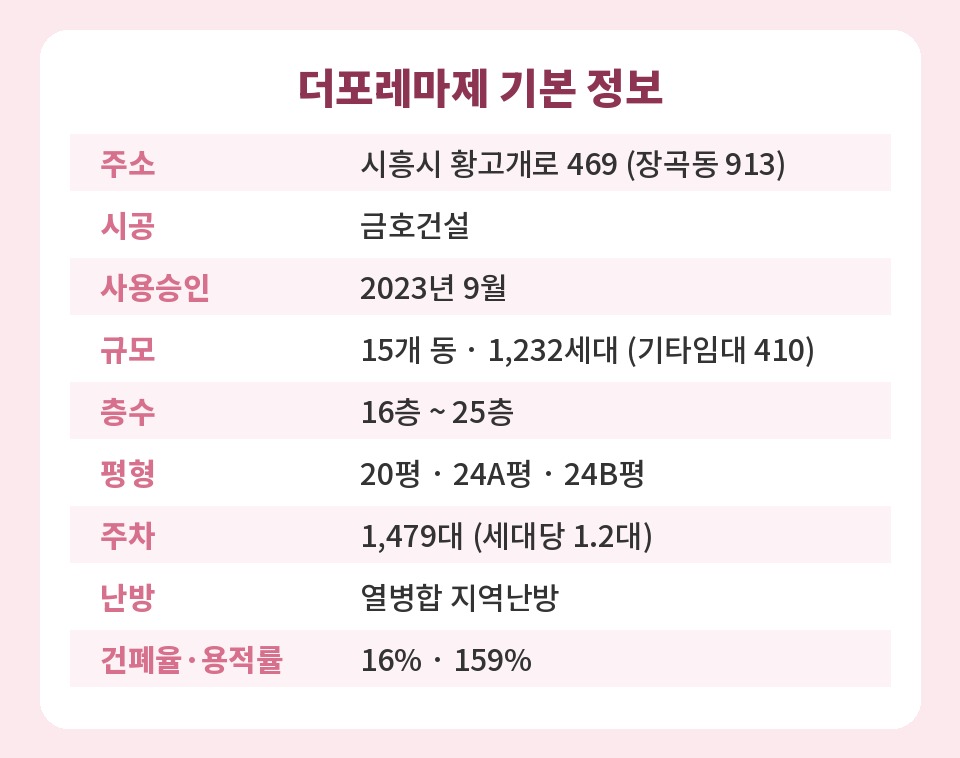 더포레마제 기본 정보
주소 시흥시 황고개로 469 (장곡동 913)
시공 금호건설
사용승인 2023년 9월
규모 15개 동 · 1,232세대 (기타임대 410)
층수 16층 ~ 25층
평형 20평 · 24A평 · 24B평
주차 1,479대 (세대당 1.2대)
난방 열병합 지역난방
건폐율·용적률 16% · 159%